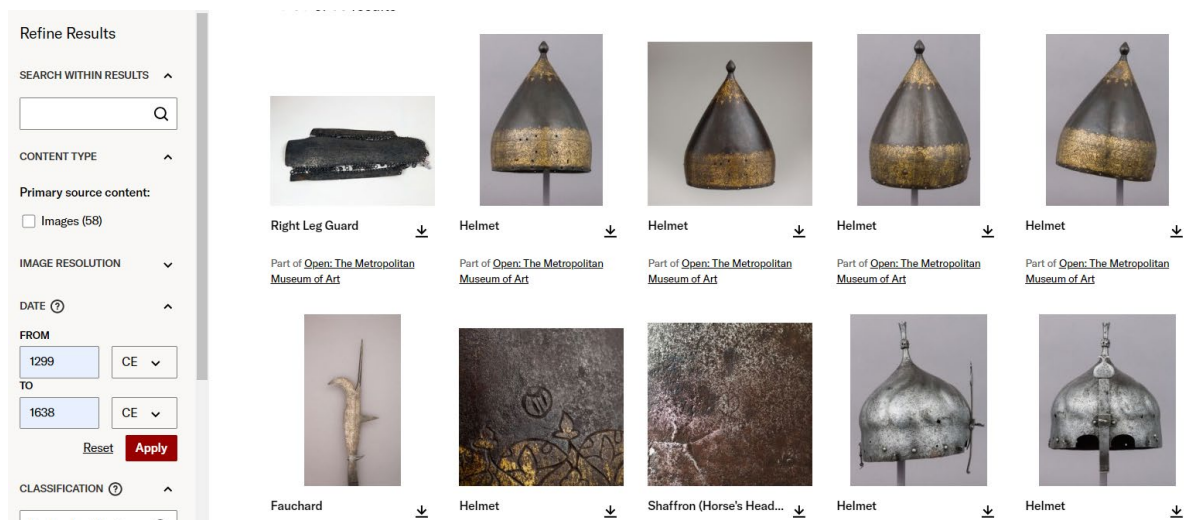 Refine Results
SEARCH WITHIN RESULTS
CONTENT TYPE
Primary source content:
Images (58)
IMAGE RESOLUTION
DATE ?
FROM
1299 CE
TO
1638 CE
Reset Apply
CLASSIFICATION ?
results
Right Leg Guard
Part of Open: The Metropolitan
Museum of Art
Helmet
Part of Open: The Metropolitan
Museum of Art
Helmet
Part of Open: The Metropolitan
Museum of Art
Helmet
Part of Open: The Metropolitan
Museum of Art
Helmet
Part of Open: The Metropolitan
Museum of Art
Fauchard
Helmet
Shaffron (Horse's Head...
Helmet
Helmet